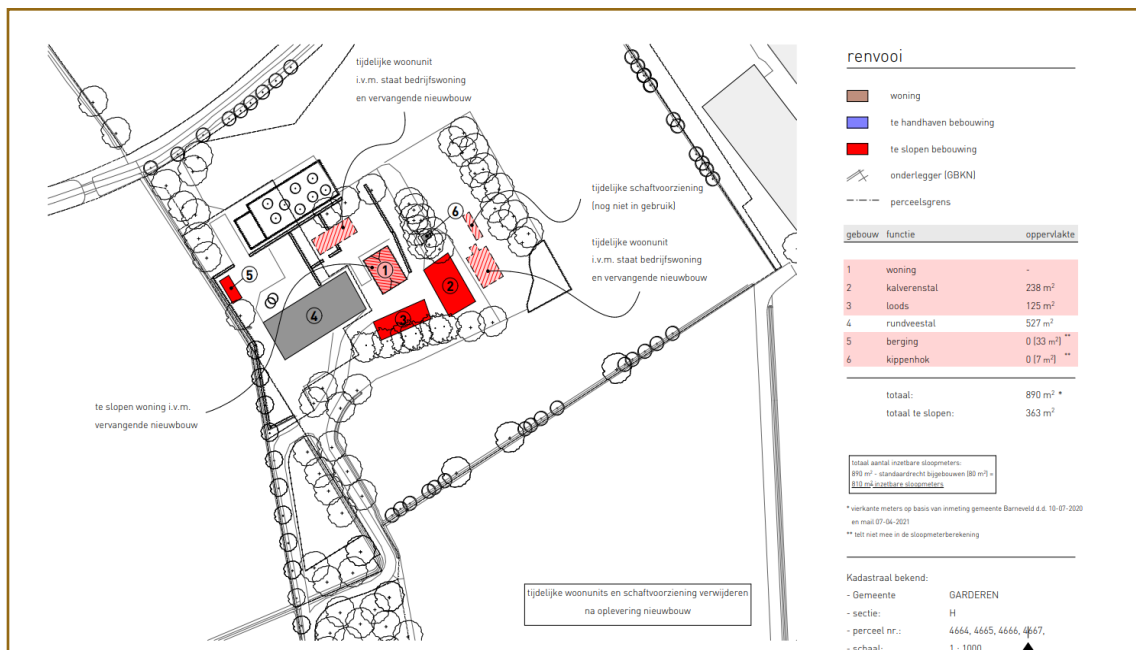 tijdelijke woonunit
i.v.m. staat bedrijfswoning
en vervangende nieuwbouw
tijdelijke schaftvoorziening
(nog niet in gebruik)
tijdelijke woonunit
i.v.m. staat bedrijfswoning
en vervangende nieuwbouw
6
5
1
2
4
3
te slopen woning i.v.m.
vervangende nieuwbouw
tijdelijke woonunits en schaftvoorziening verwijderen
na oplevering nieuwbouw
renvooi
woning
te handhaven bebouwing
te slopen bebouwing
onderlegger (GBKN)
perceelsgrens
gebouw functie oppervlakte
1 woning -
2 kalverenstal 238 m²
3 loods 125 m²
4 rundveestal 527 m²
5 berging 0 (33 m²) **
6 kippenhok 0 (7 m²) **
totaal: 890 m² *
totaal te slopen: 363 m²
totaal aantal inzetbare sloopmeters:
890 m² - standaardrecht bijgebouwen (80 m²) =
810 m² inzetbare sloopmeters
* vierkante meters op basis van inmeting gemeente Barneveld d.d. 10-07-2020
en mail 07-04-2021
** telt niet mee in de sloopmeterberekening
Kadastraal bekend:
- Gemeente GARDEREN
- sectie: H
- perceel nr.: 4664, 4665, 4666, 4667,
- schaal: 1 : 1000